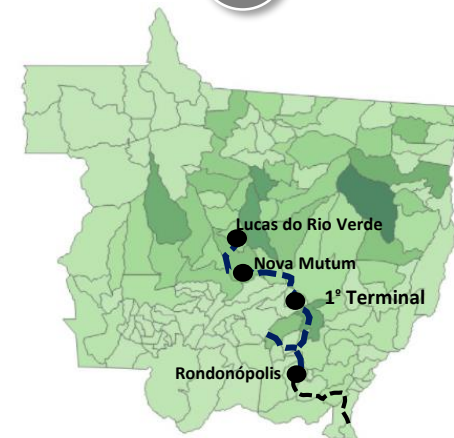 Lucas do Rio Verde
Nova Mutum
1º Terminal
Rondonópolis